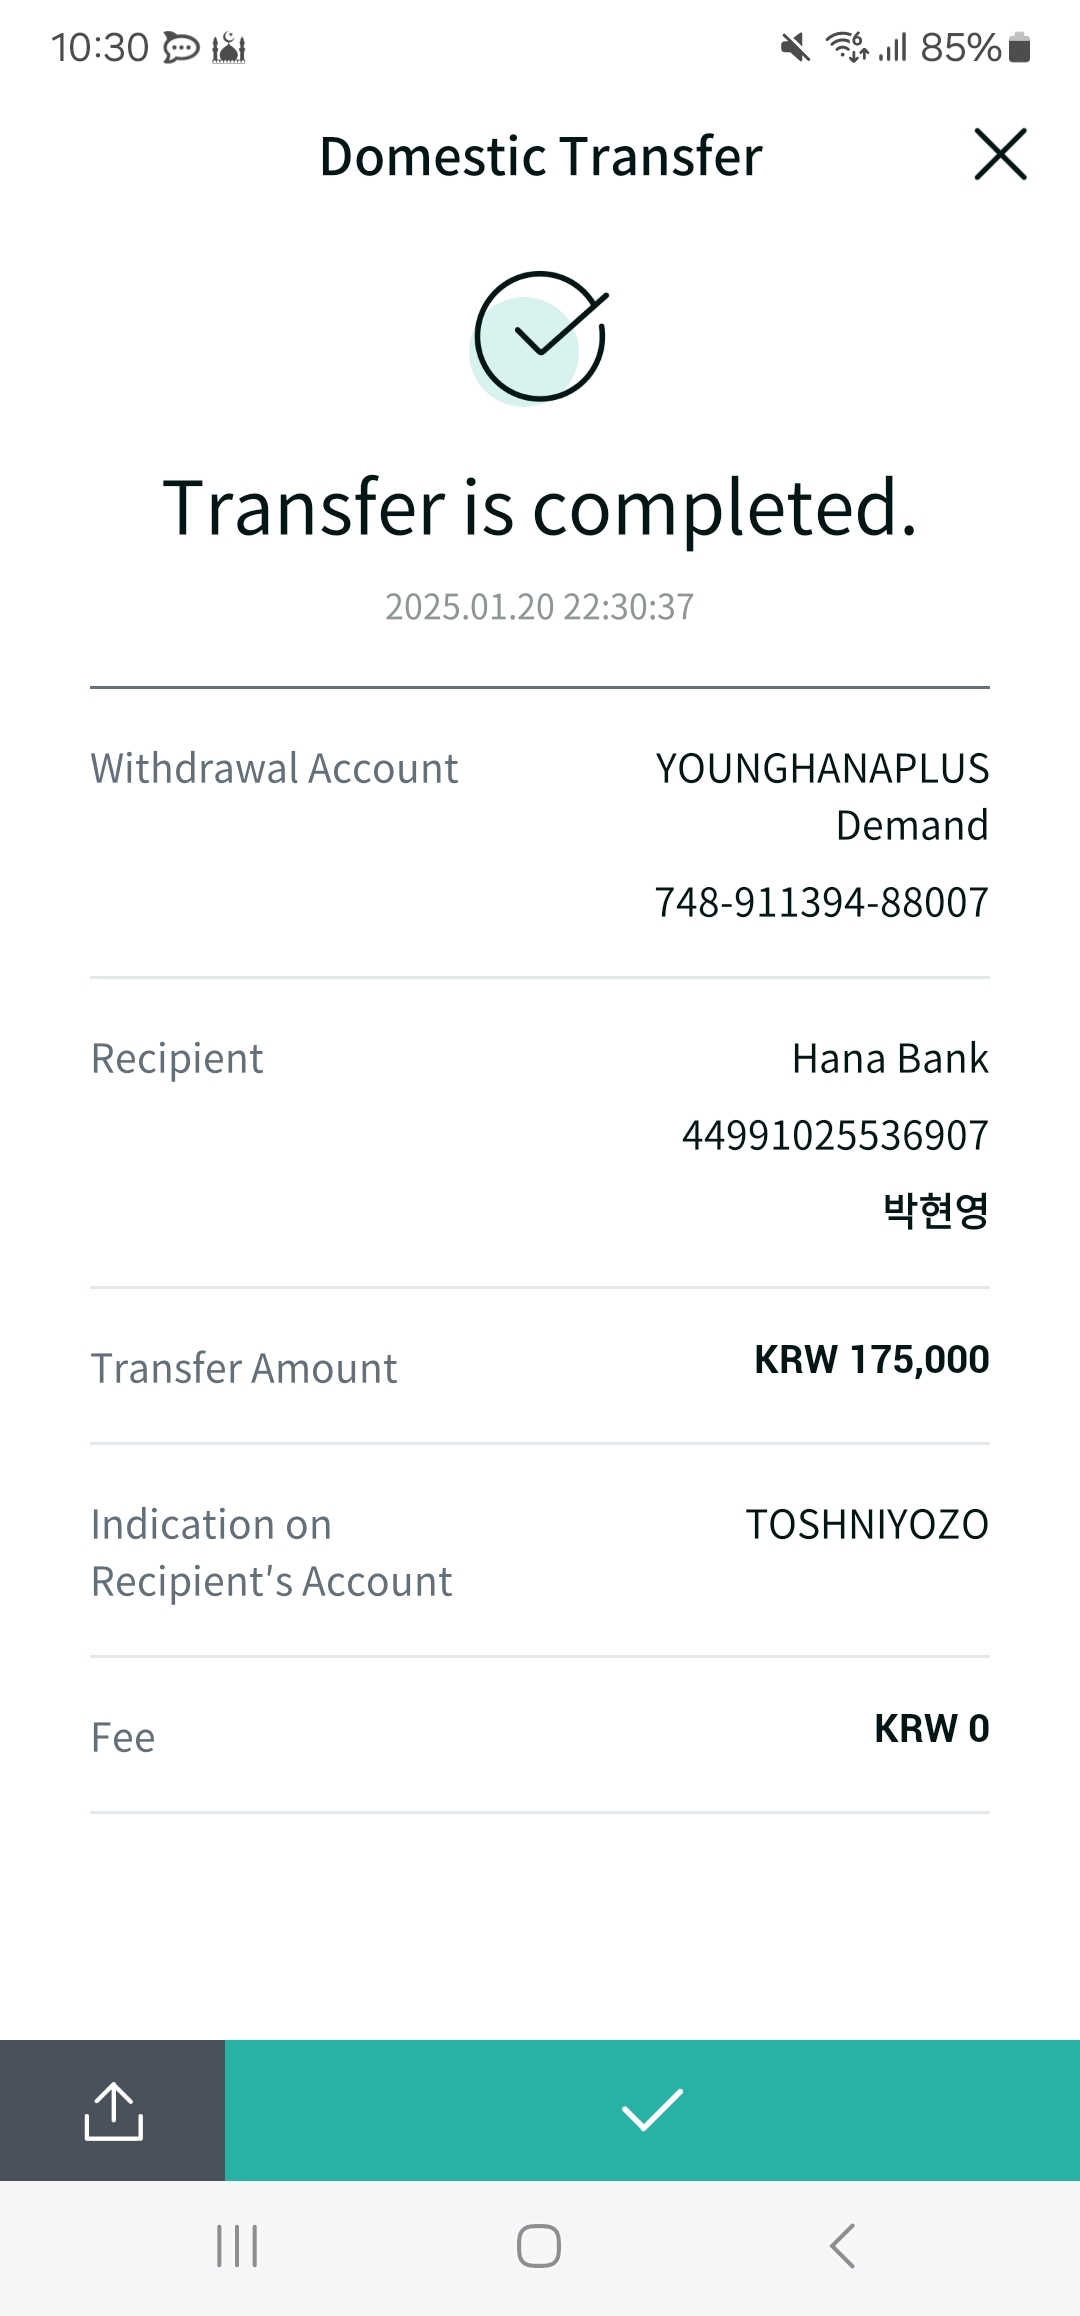 10:30
85%
Domestic Transfer
Transfer is completed.
2025.01.20 22:30:37
Withdrawal Account
YOUNGHANAPLUS
Demand
748-911394-88007
Recipient
Hana Bank
44991025536907
박현영
Transfer Amount
KRW 175,000
Indication on
Recipient's Account
TOSHNIYOZO
Fee
KRW 0